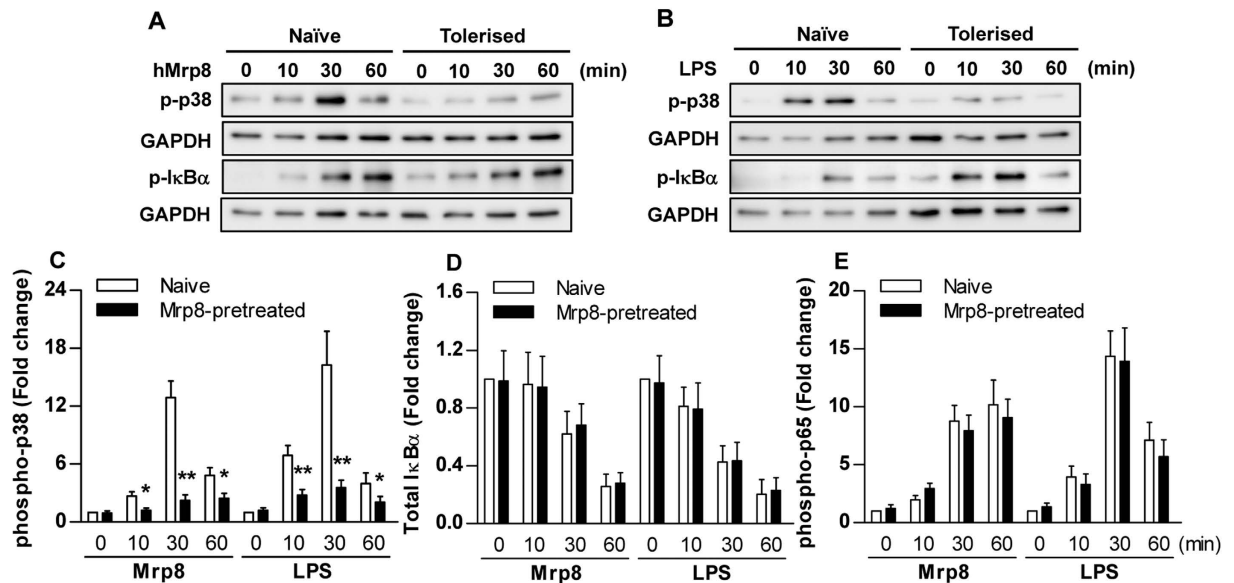 A
Naïve Tolerised
hMrp8 0 10 30 60 0 10 30 60 (min)
p-p38
GAPDH
p-IκBα
GAPDH
B
Naïve Tolerised
LPS 0 10 30 60 0 10 30 60 (min)
p-p38
GAPDH
p-IκBα
GAPDH
C
phospho-p38 (Fold change)
Naive
Mrp8-pretreated
24
18
12
6
0
* ** * ** ** *
0 10 30 60 0 10 30 60
Mrp8 LPS
D
Total IκBα (Fold change)
Naive
Mrp8-pretreated
1.6
1.2
0.8
0.4
0.0
0 10 30 60 0 10 30 60
Mrp8 LPS
E
phospho-p65 (Fold change)
Naive
Mrp8-pretreated
20
15
10
5
0
0 10 30 60 0 10 30 60 (min)
Mrp8 LPS